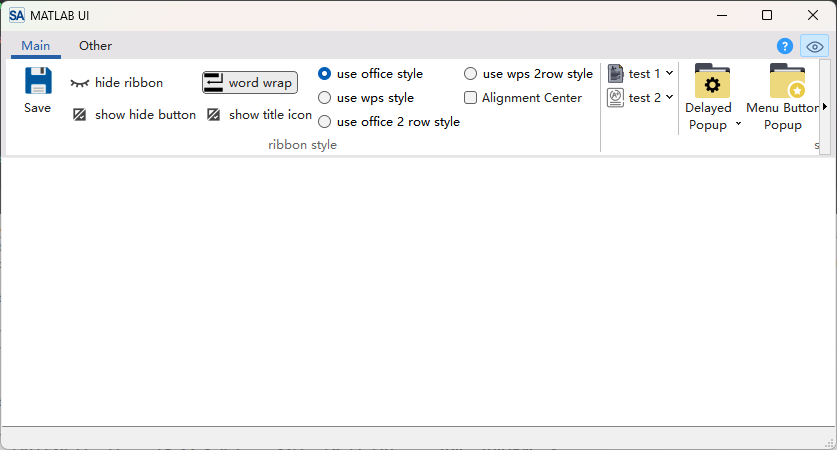 SA MATLAB UI
Main Other ?
Save
hide ribbon
show hide button
word wrap
show title icon
use office style
use wps style
use office 2 row style
use wps 2row style
Alignment Center
ribbon style
test 1
test 2
Delayed
Popup
Menu Button
Popup
s